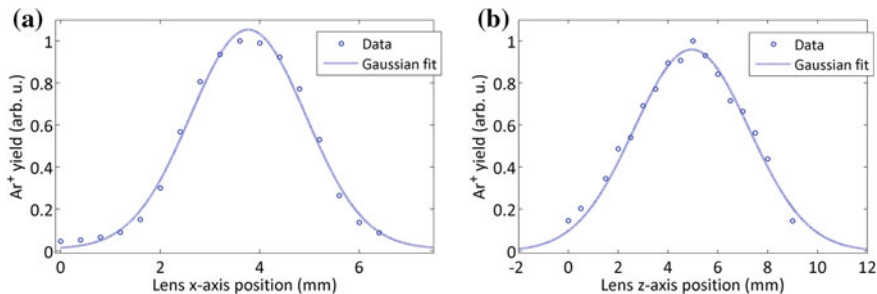 (a)
Ar+ yield (arb. u.)
1
0.8
0.6
0.4
0.2
0
0 2 4 6
Lens x-axis position (mm)
Data
Gaussian fit
(b)
Ar+ yield (arb. u.)
1
0.8
0.6
0.4
0.2
0
-2 0 2 4 6 8 10 12
Lens z-axis position (mm)
Data
Gaussian fit